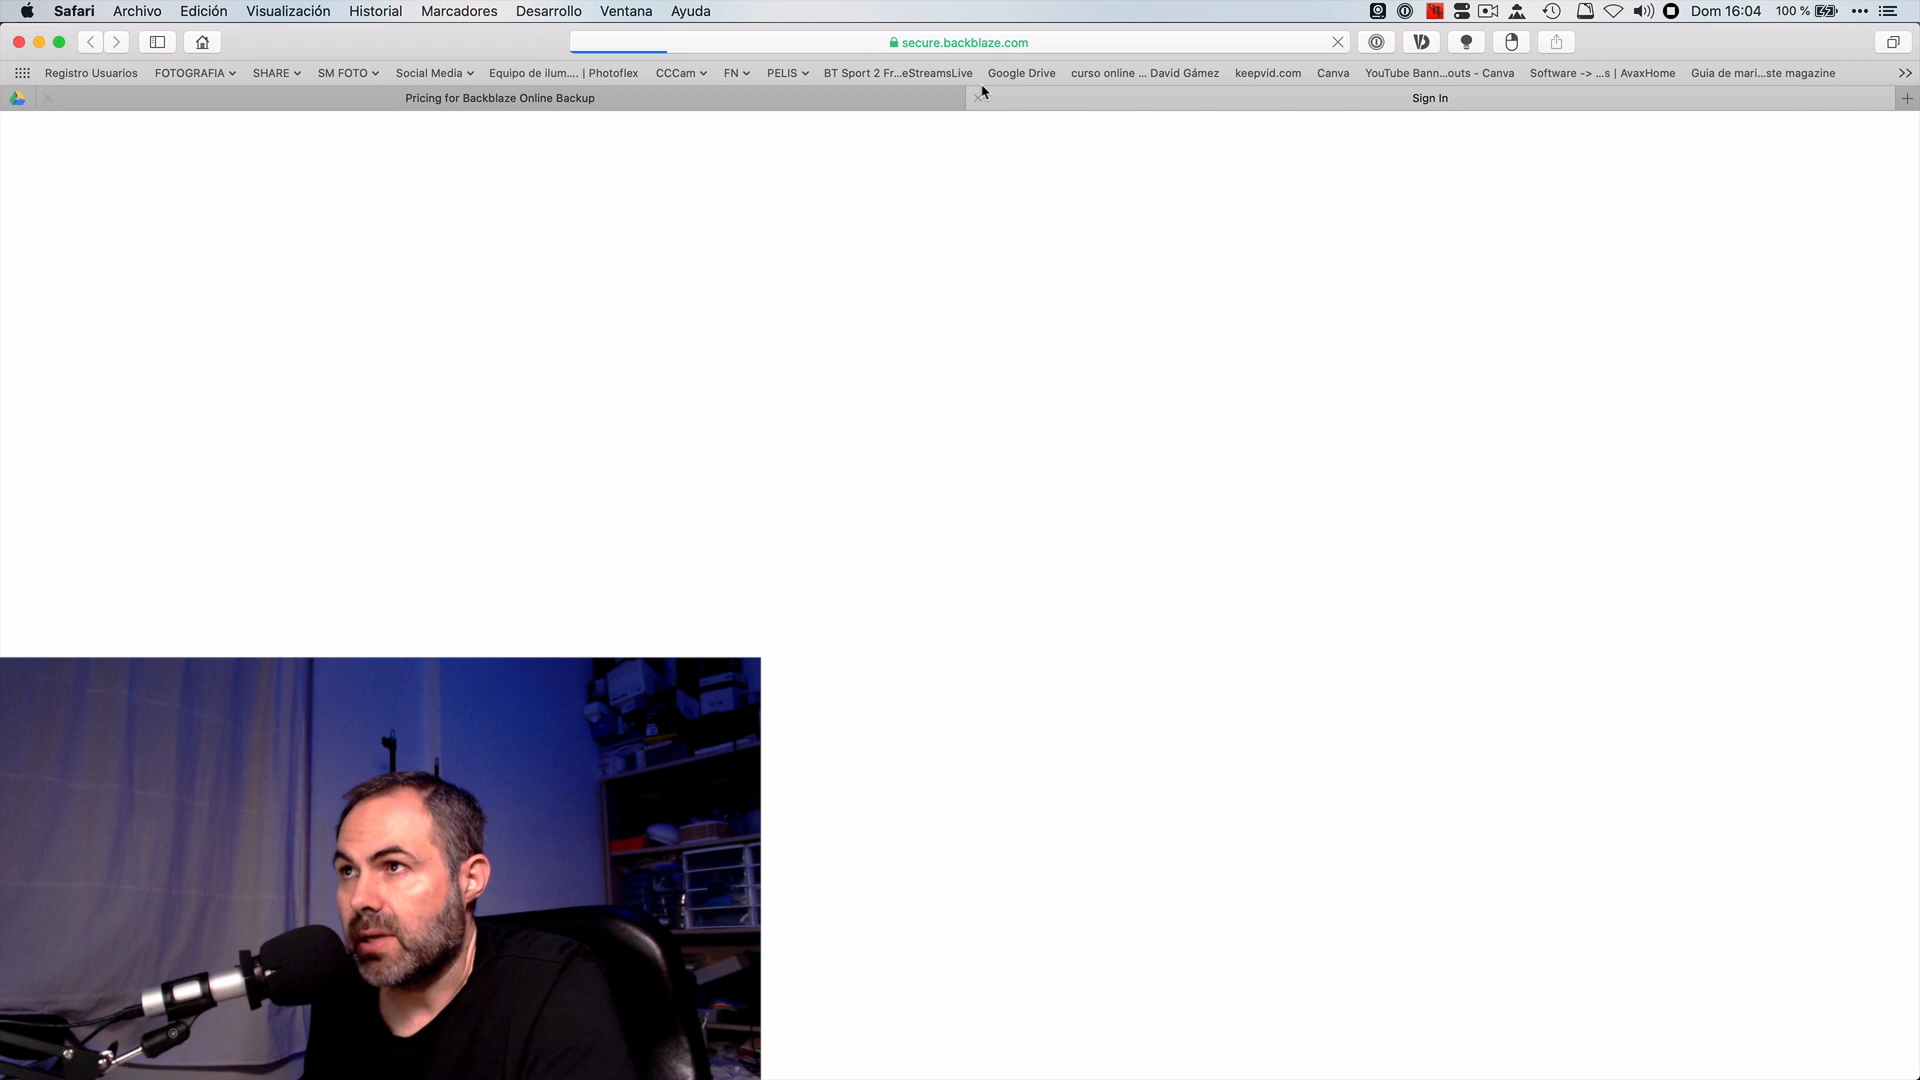 Safari Archivo Edición Visualización Historial Marcadores Desarrollo Ventana Ayuda Dom 16:04 100 %
secure.backblaze.com
Registro Usuarios FOTOGRAFIA SHARE SM FOTO Social Media Equipo de ilum.... | Photoflex CCCam FN PELIS BT Sport 2 Fr...eStreamsLive Google Drive curso online ... David Gámez keepvid.com Canva YouTube Bann...outs - Canva Software -> ...s | AvaxHome Guia de mari...ste magazine
Pricing for Backblaze Online Backup Sign In